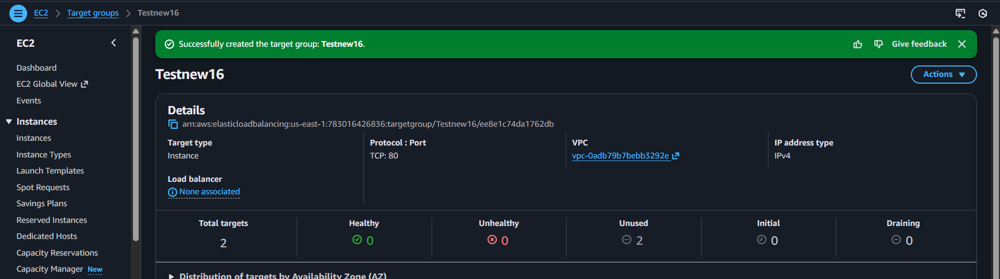 EC2 > Target groups > Testnew16
EC2
Dashboard
EC2 Global View
Events
Instances
Instances
Instance Types
Launch Templates
Spot Requests
Savings Plans
Reserved Instances
Dedicated Hosts
Capacity Reservations
Capacity Manager New
Successfully created the target group: Testnew16.
Give feedback
Testnew16
Actions
Details
arn:aws:elasticloadbalancing:us-east-1:783016426836:targetgroup/Testnew16/ee8e1c74da1762db
Target type
Instance
Protocol : Port
TCP: 80
VPC
vpc-0adb79b7bebb3292e
IP address type
IPv4
Load balancer
None associated
Total targets
2
Healthy
0
Unhealthy
0
Unused
2
Initial
0
Draining
0
Distribution of targets by Availability Zone (AZ)